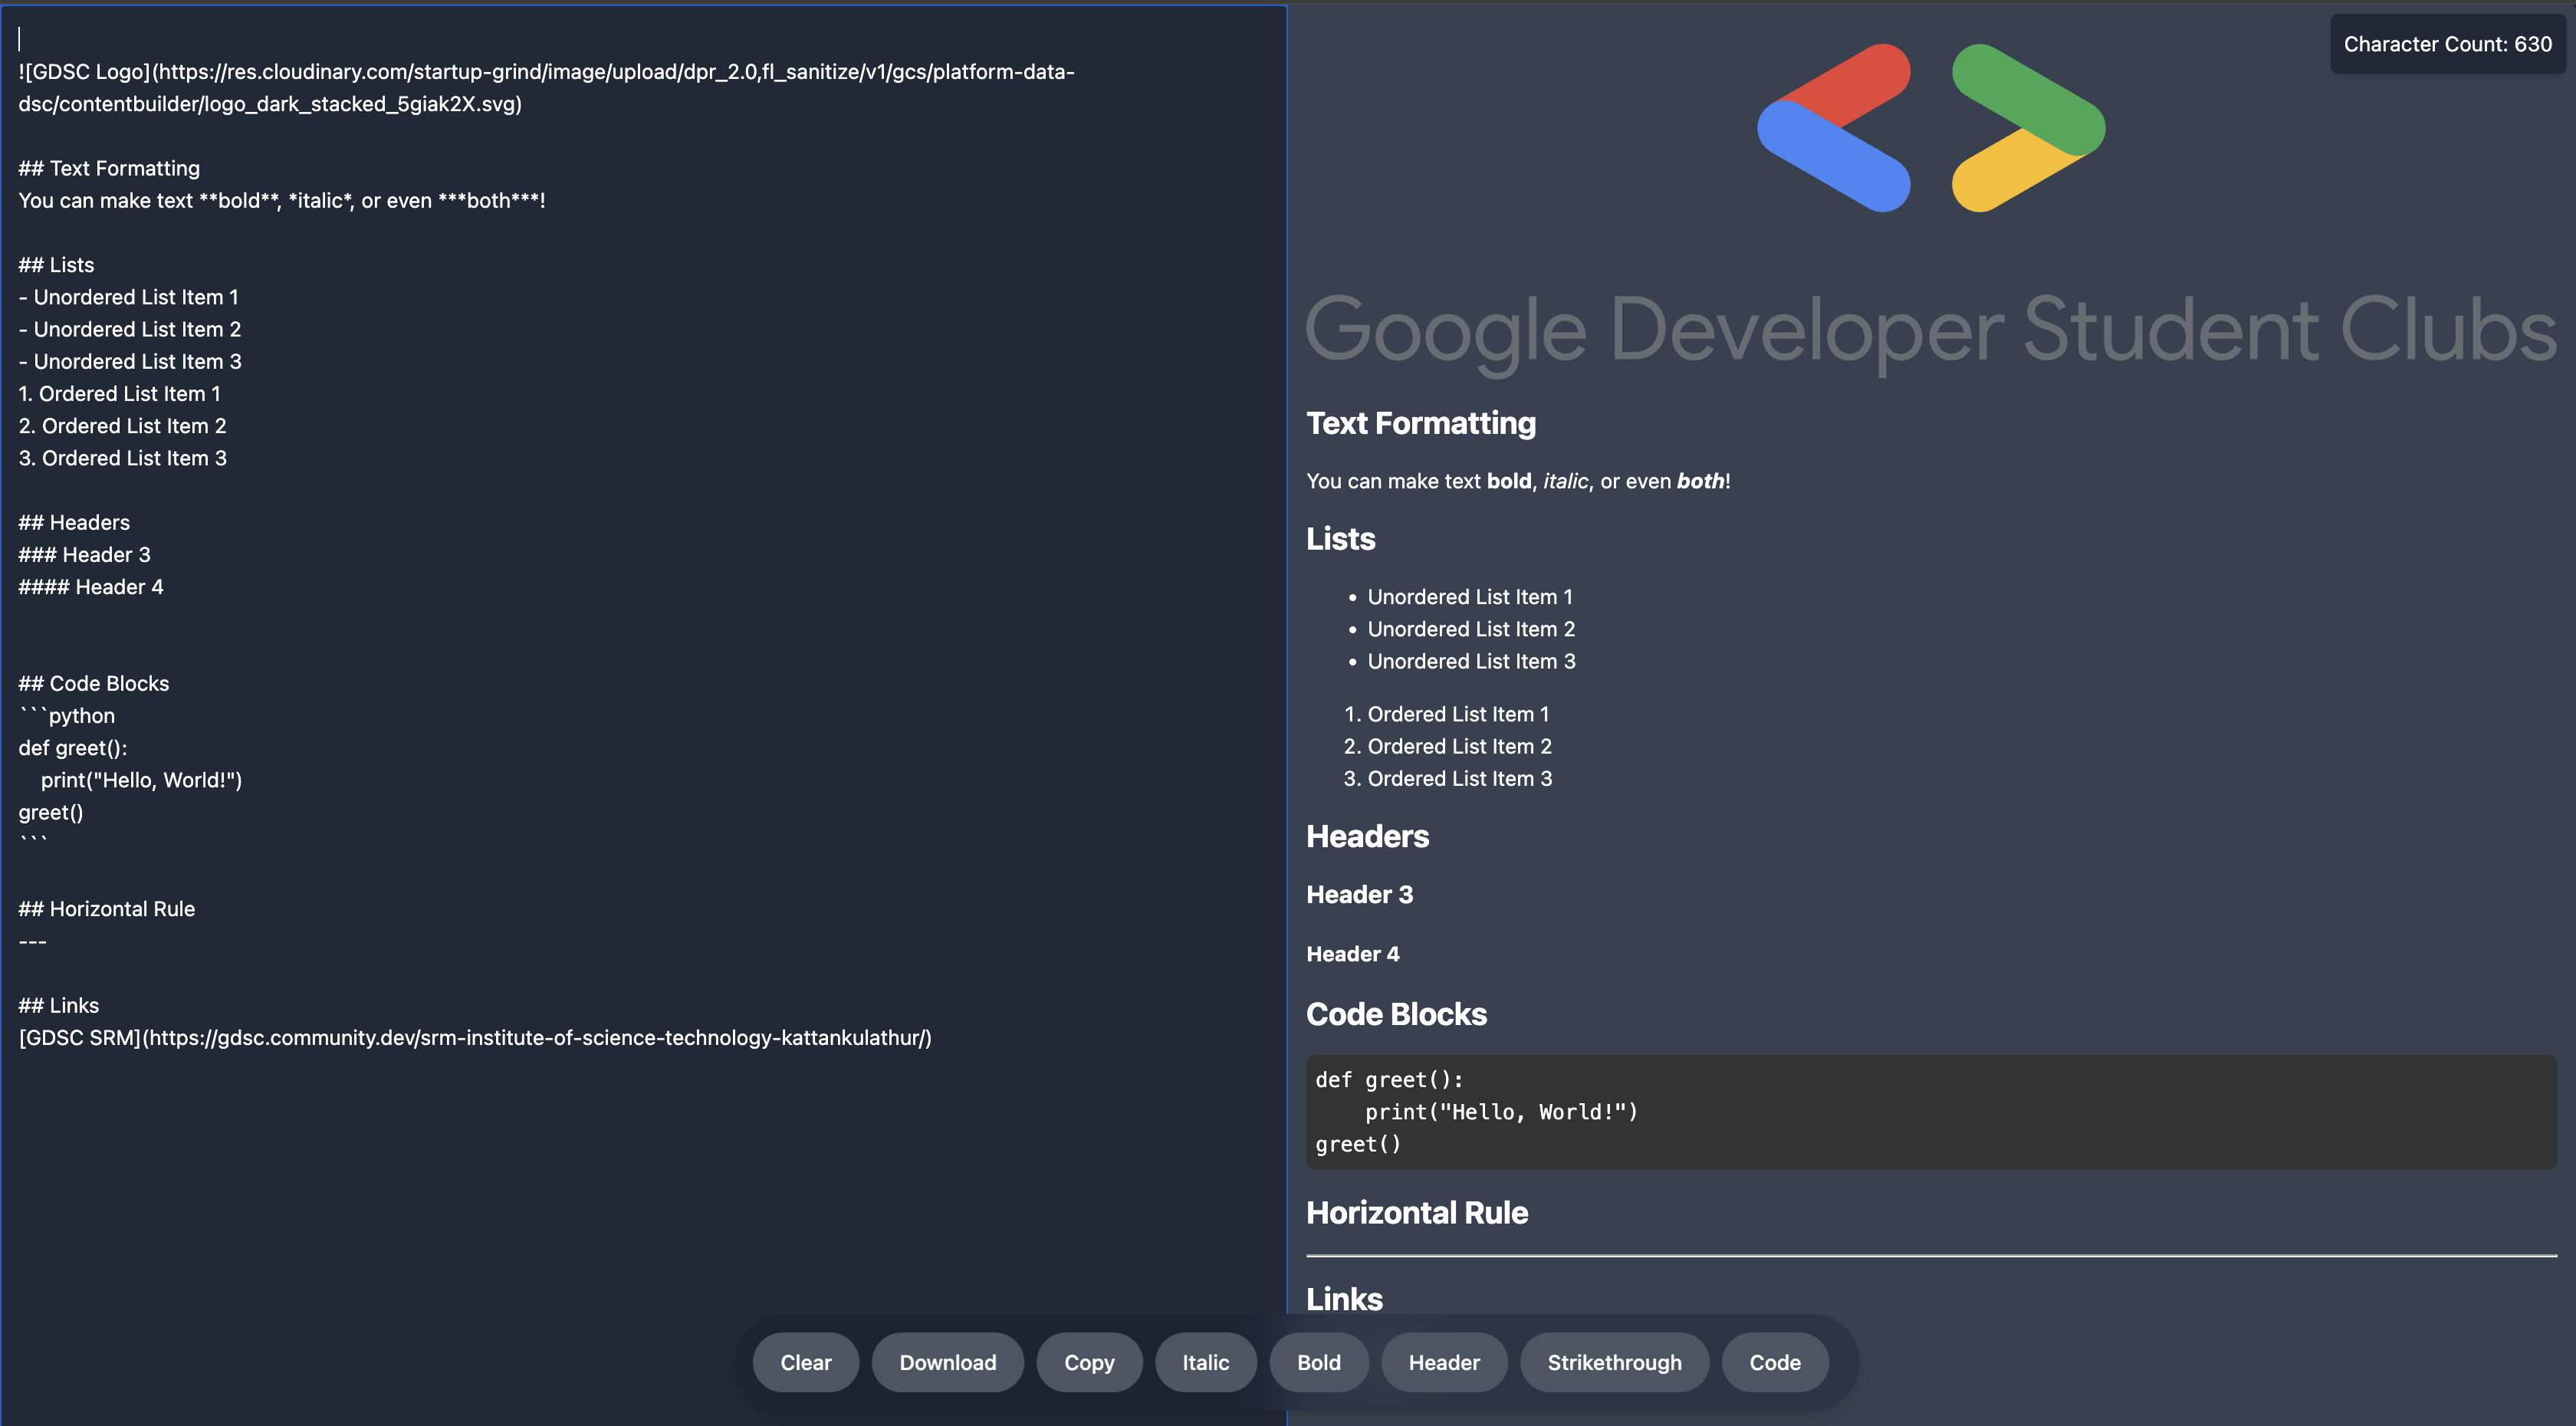 ![GDSC Logo](https://res.cloudinary.com/startup-grind/image/upload/dpr_2.0,fl_sanitize/v1/gcs/platform-data-
dsc/contentbuilder/logo_dark_stacked_5giak2X.svg)
## Text Formatting
You can make text **bold**, *italic*, or even ***both***!
## Lists
- Unordered List Item 1
- Unordered List Item 2
- Unordered List Item 3
1. Ordered List Item 1
2. Ordered List Item 2
3. Ordered List Item 3
## Headers
### Header 3
#### Header 4
## Code Blocks
```python
def greet():
    print("Hello, World!")
greet()
```
## Horizontal Rule
---
## Links
[GDSC SRM](https://gdsc.community.dev/srm-institute-of-science-technology-kattankulathur/)
Character Count: 630
Google Developer Student Clubs
Text Formatting
You can make text bold, italic, or even both!
Lists
• Unordered List Item 1
• Unordered List Item 2
• Unordered List Item 3
1. Ordered List Item 1
2. Ordered List Item 2
3. Ordered List Item 3
Headers
Header 3
Header 4
Code Blocks
def greet():
    print("Hello, World!")
greet()
Horizontal Rule
Links
Clear Download Copy Italic Bold Header Strikethrough Code